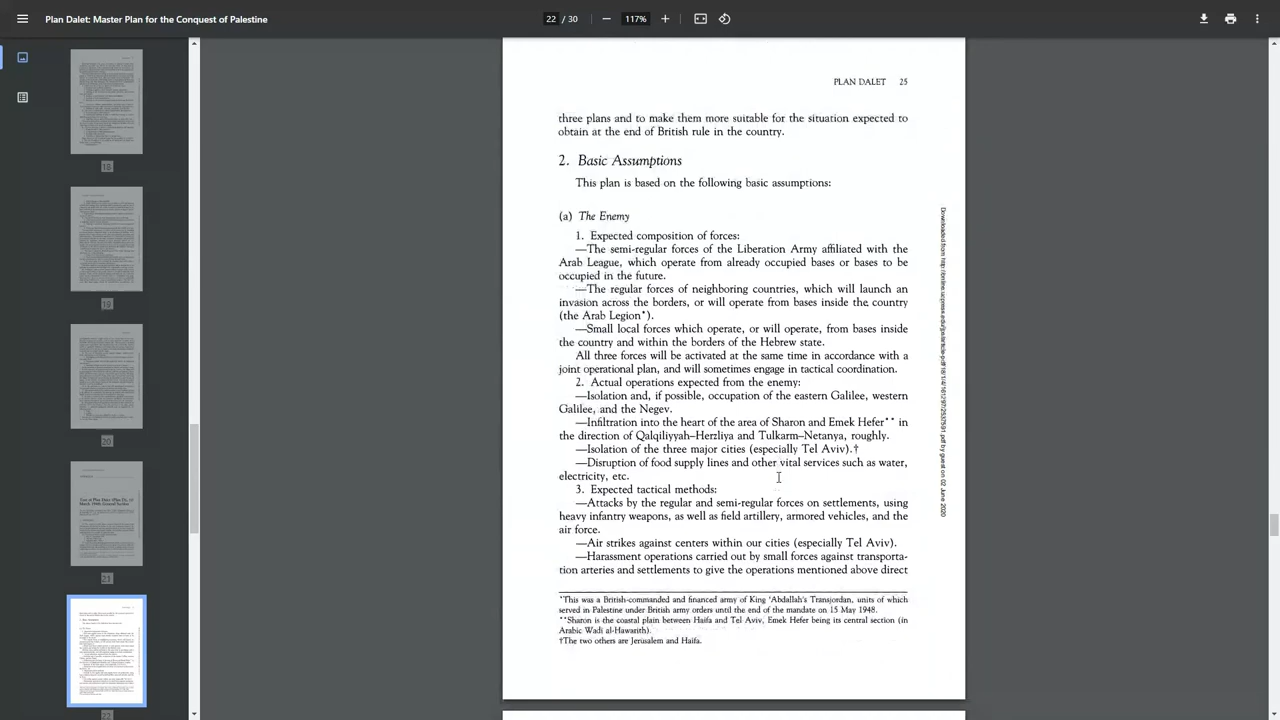 Plan Dalet: Master Plan for the Conquest of Palestine
22 / 30
117%
18
19
20
21
22
PLAN DALET 25
three plans and to make them more suitable for the situation expected to
obtain at the end of British rule in the country.
2. Basic Assumptions
This plan is based on the following basic assumptions:
(a) The Enemy
1. Expected composition of forces:
—The semi-regular forces of the Liberation Army affiliated with the
Arab League, which operate from already occupied bases or bases to be
occupied in the future.
—The regular forces of neighboring countries, which will launch an
invasion across the borders, or will operate from bases inside the country
(the Arab Legion*).
—Small local forces which operate, or will operate, from bases inside
the country and within the borders of the Hebrew state.
All three forces will be activated at the same time in accordance with a
joint operational plan, and will sometimes engage in tactical coordination.
2. Actual operations expected from the enemy:
—Isolation and, if possible, occupation of the eastern Galilee, western
Galilee, and the Negev.
—Infiltration into the heart of the area of Sharon and Emek Hefer** in
the direction of Qalqiliyyah–Herzliya and Tulkarm–Netanya, roughly.
—Isolation of the three major cities (especially Tel Aviv).†
—Disruption of food supply lines and other vital services such as water,
electricity, etc.
3. Expected tactical methods:
—Attacks by the regular and semi-regular forces on settlements, using
heavy infantry weapons, as well as field artillery, armored vehicles, and the
air force.
—Air strikes against centers within our cities (especially Tel Aviv).
—Harassment operations carried out by small forces against transporta-
tion arteries and settlements to give the operations mentioned above direct
*This was a British-commanded and financed army of King 'Abdallah's Transjordan, units of which
served in Palestine under British army orders until the end of the mandate on 15 May 1948.
**Sharon is the coastal plain between Haifa and Tel Aviv, Emek Hefer being its central section (in
Arabic Wadi al-Hawarith).
†The two others are Jerusalem and Haifa.
by guest on 02 June 2020